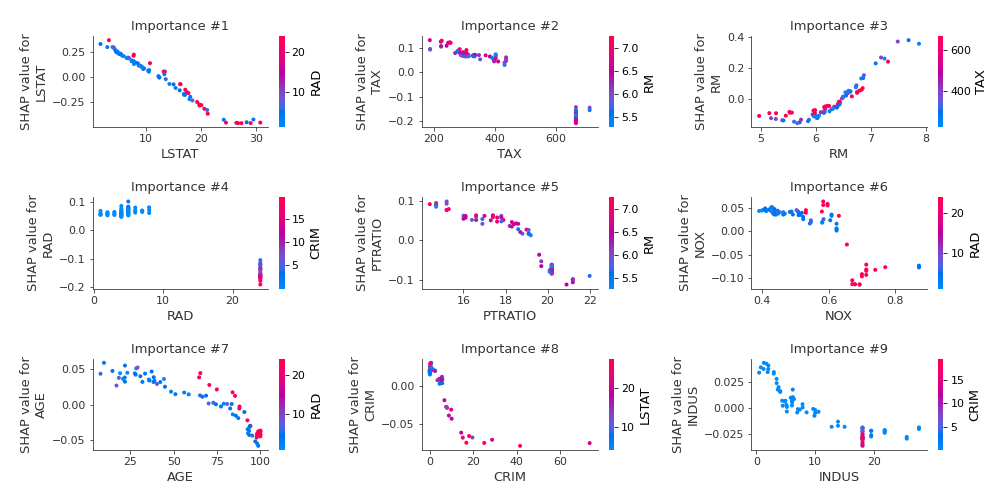 Importance #1
SHAP value for
LSTAT
0.25
0.00
−0.25
10
20
30
LSTAT
20
10
RAD
Importance #2
SHAP value for
TAX
0.1
0.0
−0.1
−0.2
200
400
600
TAX
7.0
6.5
6.0
5.5
RM
Importance #3
SHAP value for
RM
0.4
0.2
0.0
5
6
7
8
RM
600
400
TAX
Importance #4
SHAP value for
RAD
0.1
0.0
−0.1
−0.2
0
20
RAD
15
10
5
CRIM
Importance #5
SHAP value for
PTRATIO
0.1
0.0
−0.1
16
18
20
22
PTRATIO
7.0
6.5
6.0
5.5
RM
Importance #6
SHAP value for
NOX
0.05
0.00
−0.05
−0.10
0.4
0.6
0.8
NOX
20
10
RAD
Importance #7
SHAP value for
AGE
0.05
0.00
−0.05
25
50
75
100
AGE
20
10
RAD
Importance #8
SHAP value for
CRIM
0.00
−0.05
0
20
40
60
CRIM
20
10
LSTAT
Importance #9
SHAP value for
INDUS
0.025
0.000
−0.025
0
10
20
INDUS
15
10
5
CRIM